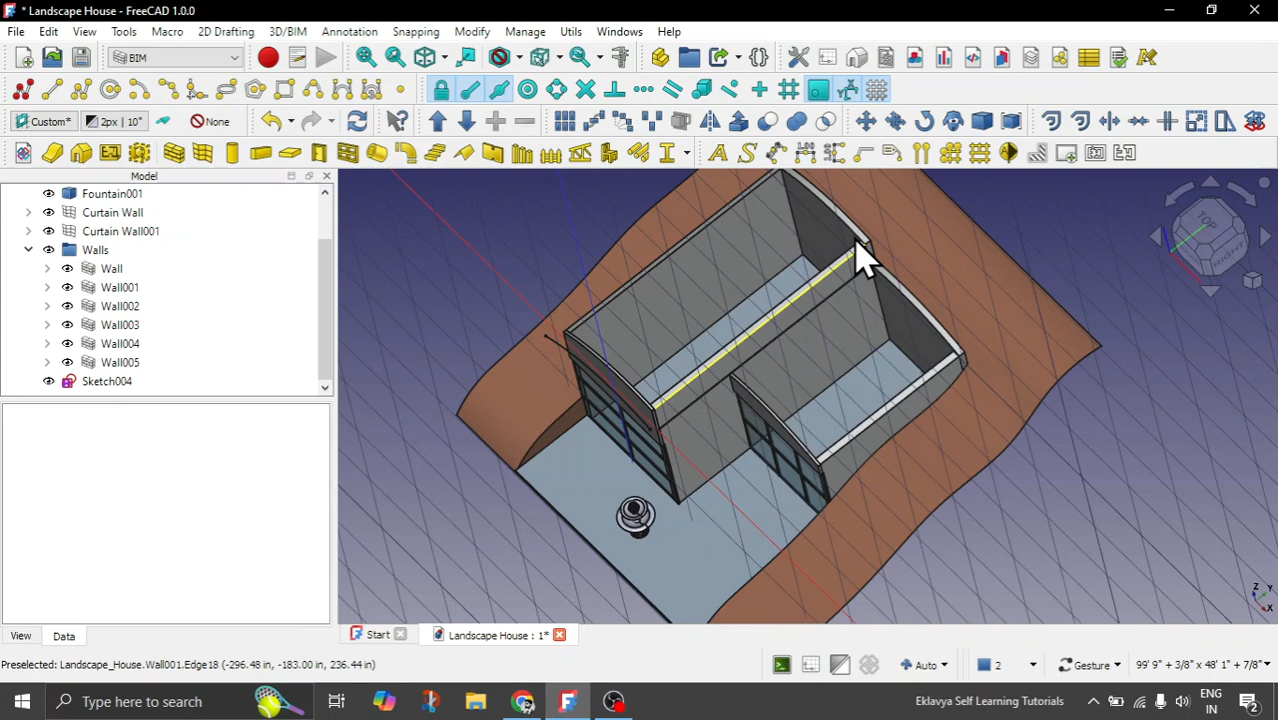 * Landscape House - FreeCAD 1.0.0
File Edit View Tools Macro 2D Drafting 3D/BIM Annotation Snapping Modify Manage Utils Windows Help
BIM
Custom* 2px | 10" None
Model
Fountain001
Curtain Wall
Curtain Wall001
Walls
Wall
Wall001
Wall002
Wall003
Wall004
Wall005
Sketch004
TOP
Z
Y
X
View Data
Start Landscape House : 1*
Preselected: Landscape_House.Wall001.Edge18 (-296.48 in, -183.00 in, 236.44 in)
Auto 2 Gesture 99' 9" + 3/8" x 48' 1" + 7/8"
Type here to search
Eklavya Self Learning Tutorials
ENG
IN
2